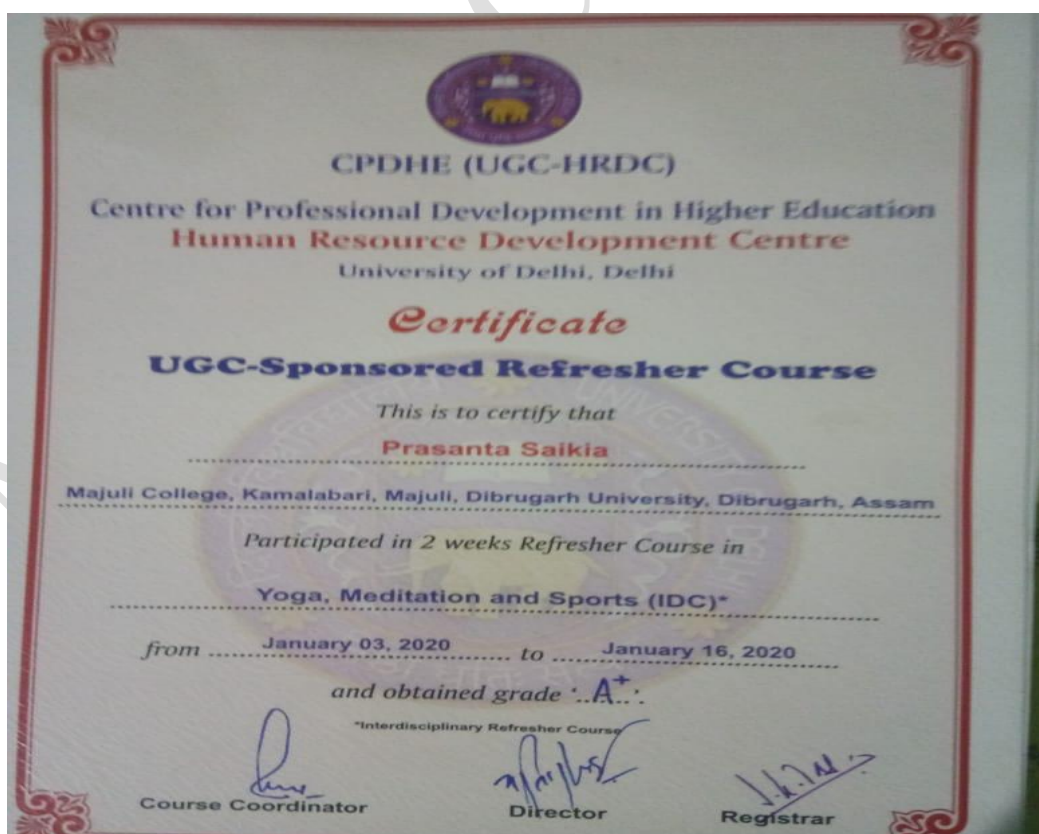 CPDHE (UGC-HRDC)
Centre for Professional Development in Higher Education
Human Resource Development Centre
University of Delhi, Delhi
Certificate
UGC-Sponsored Refresher Course
This is to certify that
Prasanta Saikia
Majuli College, Kamalabari, Majuli, Dibrugarh University, Dibrugarh, Assam
Participated in 2 weeks Refresher Course in
Yoga, Meditation and Sports (IDC)*
from January 03, 2020 to January 16, 2020
and obtained grade A+
*Interdisciplinary Refresher Course
Course Coordinator Director Registrar